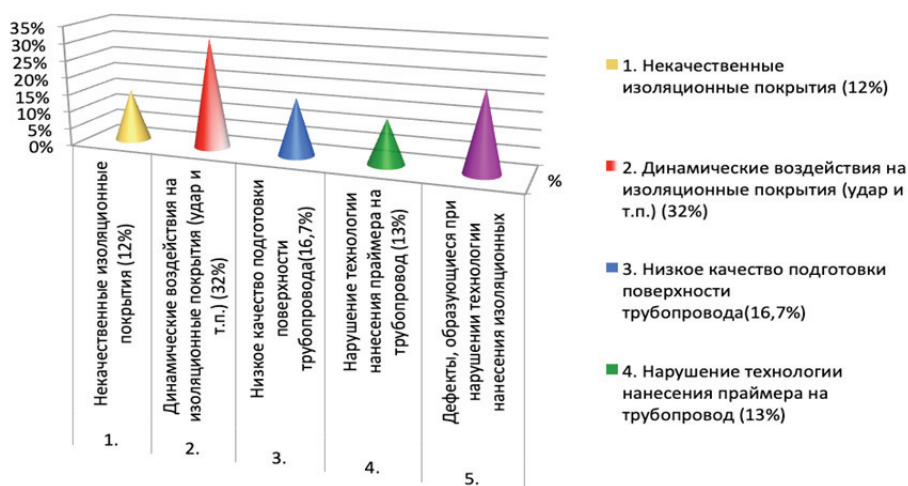 35%
30%
25%
20%
15%
10%
5%
0%
%
Некачественные изоляционные
покрытия (12%)
1.
Динамические воздействия на
изоляционные покрытия (удар и
т.п.) (32%)
2.
Низкое качество подготовки
поверхности
трубопровода(16,7%)
3.
Нарушение технологии
нанесения праймера на
трубопровод (13%)
4.
Дефекты, образующиеся при
нарушении технологии
нанесения изоляционных
5.
1. Некачественные
изоляционные покрытия (12%)
2. Динамические воздействия на
изоляционные покрытия (удар и
т.п.) (32%)
3. Низкое качество подготовки
поверхности
трубопровода(16,7%)
4. Нарушение технологии
нанесения праймера на
трубопровод (13%)